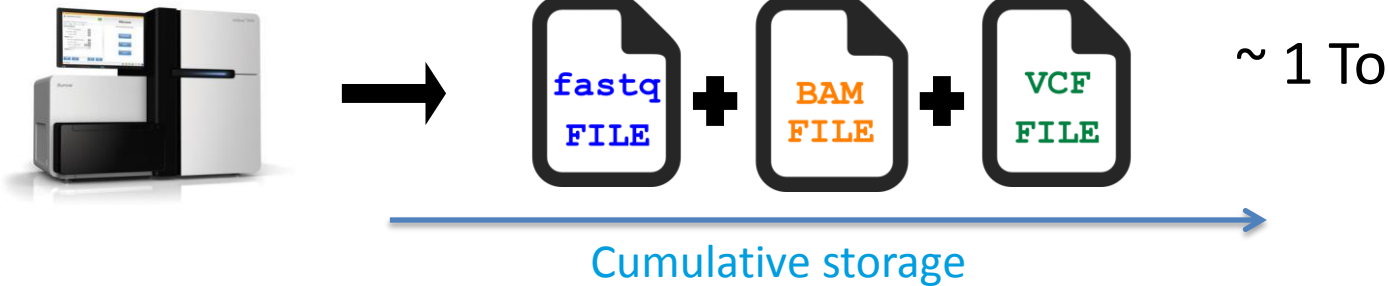 fastq
FILE
BAM
FILE
VCF
FILE
~ 1 To
Cumulative storage